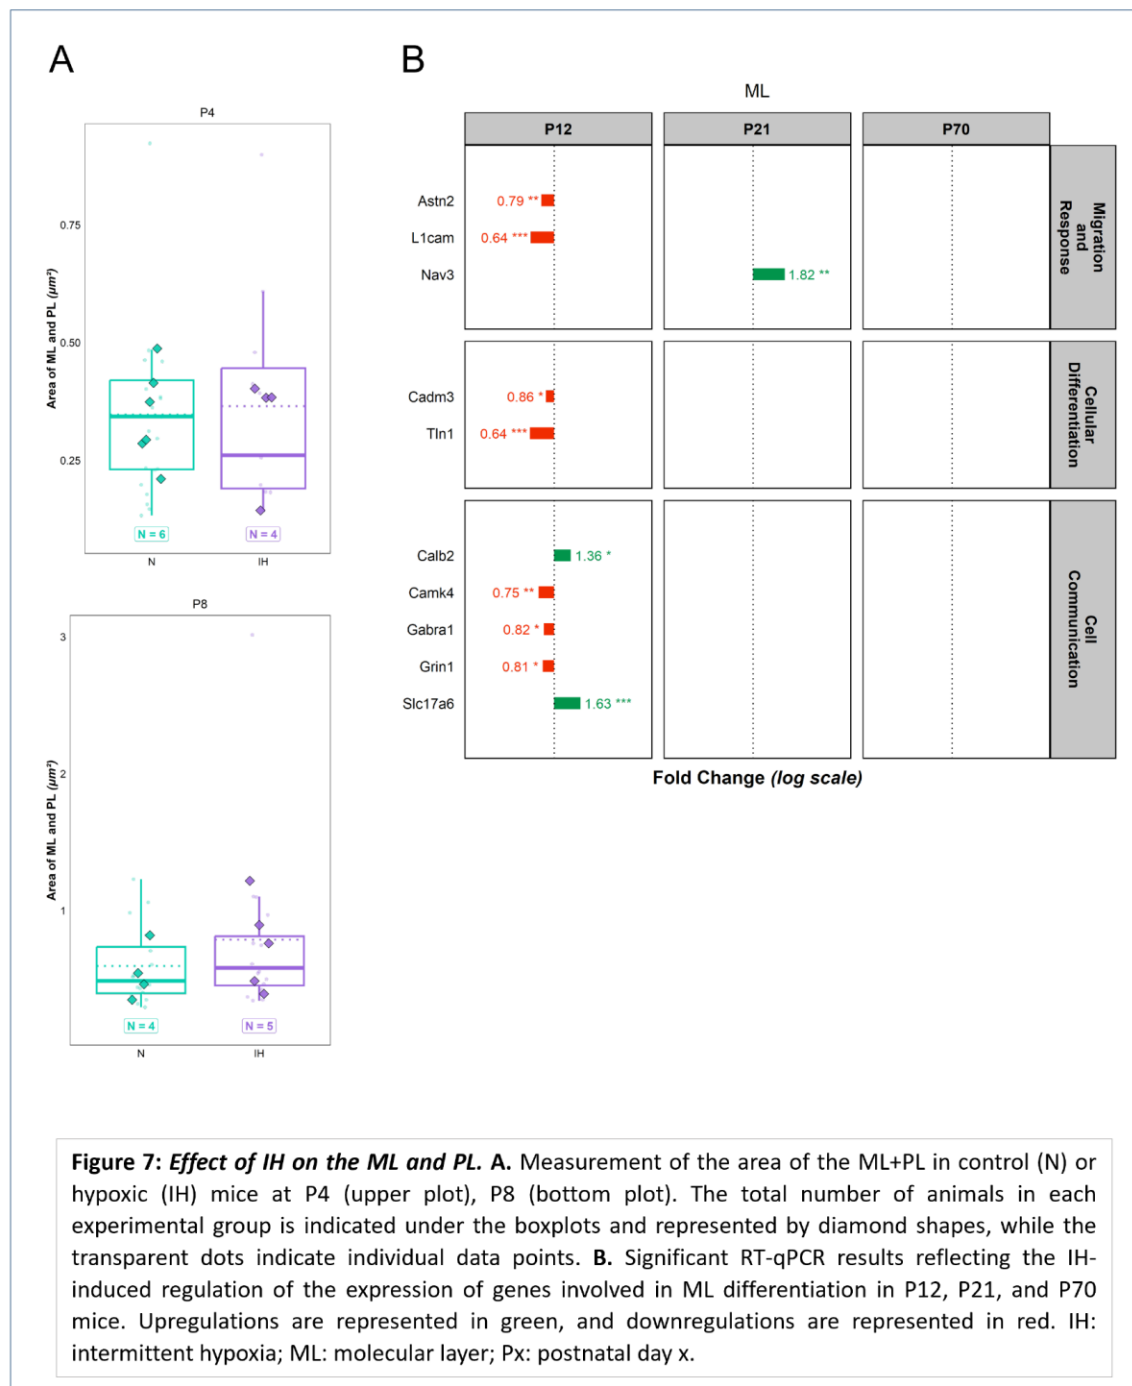 A
P4
Area of ML and PL (µm²)
0.75
0.50
0.25
N = 6
N = 4
N
IH
P8
Area of ML and PL (µm²)
3
2
1
N = 4
N = 5
N
IH
B
ML
P12
P21
P70
Migration and Response
Astn2
0.79 **
L1cam
0.64 ***
Nav3
1.82 **
Cellular Differentiation
Cadm3
0.86 *
Tln1
0.64 ***
Cell Communication
Calb2
1.36 *
Camk4
0.75 **
Gabra1
0.82 *
Grin1
0.81 *
Slc17a6
1.63 ***
Fold Change (log scale)
Figure 7: Effect of IH on the ML and PL. A. Measurement of the area of the ML+PL in control (N) or
hypoxic (IH) mice at P4 (upper plot), P8 (bottom plot). The total number of animals in each
experimental group is indicated under the boxplots and represented by diamond shapes, while the
transparent dots indicate individual data points. B. Significant RT-qPCR results reflecting the IH-
induced regulation of the expression of genes involved in ML differentiation in P12, P21, and P70
mice. Upregulations are represented in green, and downregulations are represented in red. IH:
intermittent hypoxia; ML: molecular layer; Px: postnatal day x.